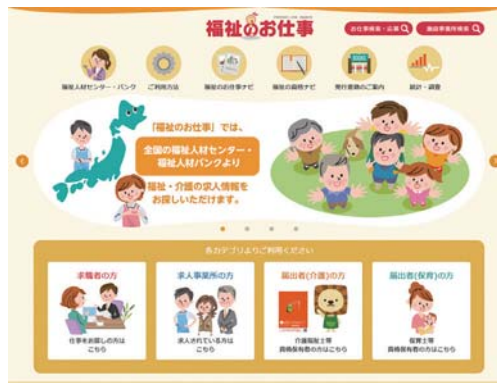 福祉のお仕事
お仕事検索・応募
施設事業所検索
福祉人材センター・バンク
ご利用方法
福祉のお仕事ナビ
福祉の資格ナビ
発行書類のご案内
統計・調査
「福祉のお仕事」では、
全国の福祉人材センター・
福祉人材バンクより
福祉・介護の求人情報を
お探しいただけます。
各カテゴリよりご利用ください
求職者の方
仕事をお探しの方は
こちら
求人事業所の方
求人されている方は
こちら
届出者(介護)の方
介護福祉士等
資格保有者の方はこちら
届出者(保育)の方
保育士等
資格保有者の方はこちら